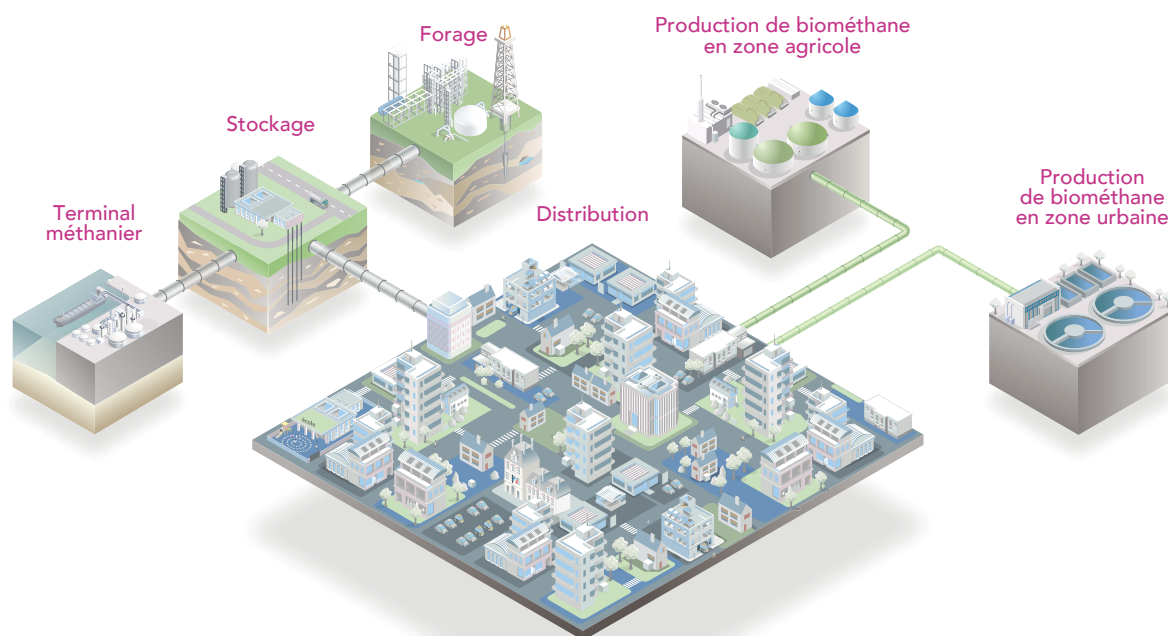 Forage
Production de biométhane
en zone agricole
Stockage
Terminal
méthanier
Distribution
Production
de biométhane
en zone urbaine